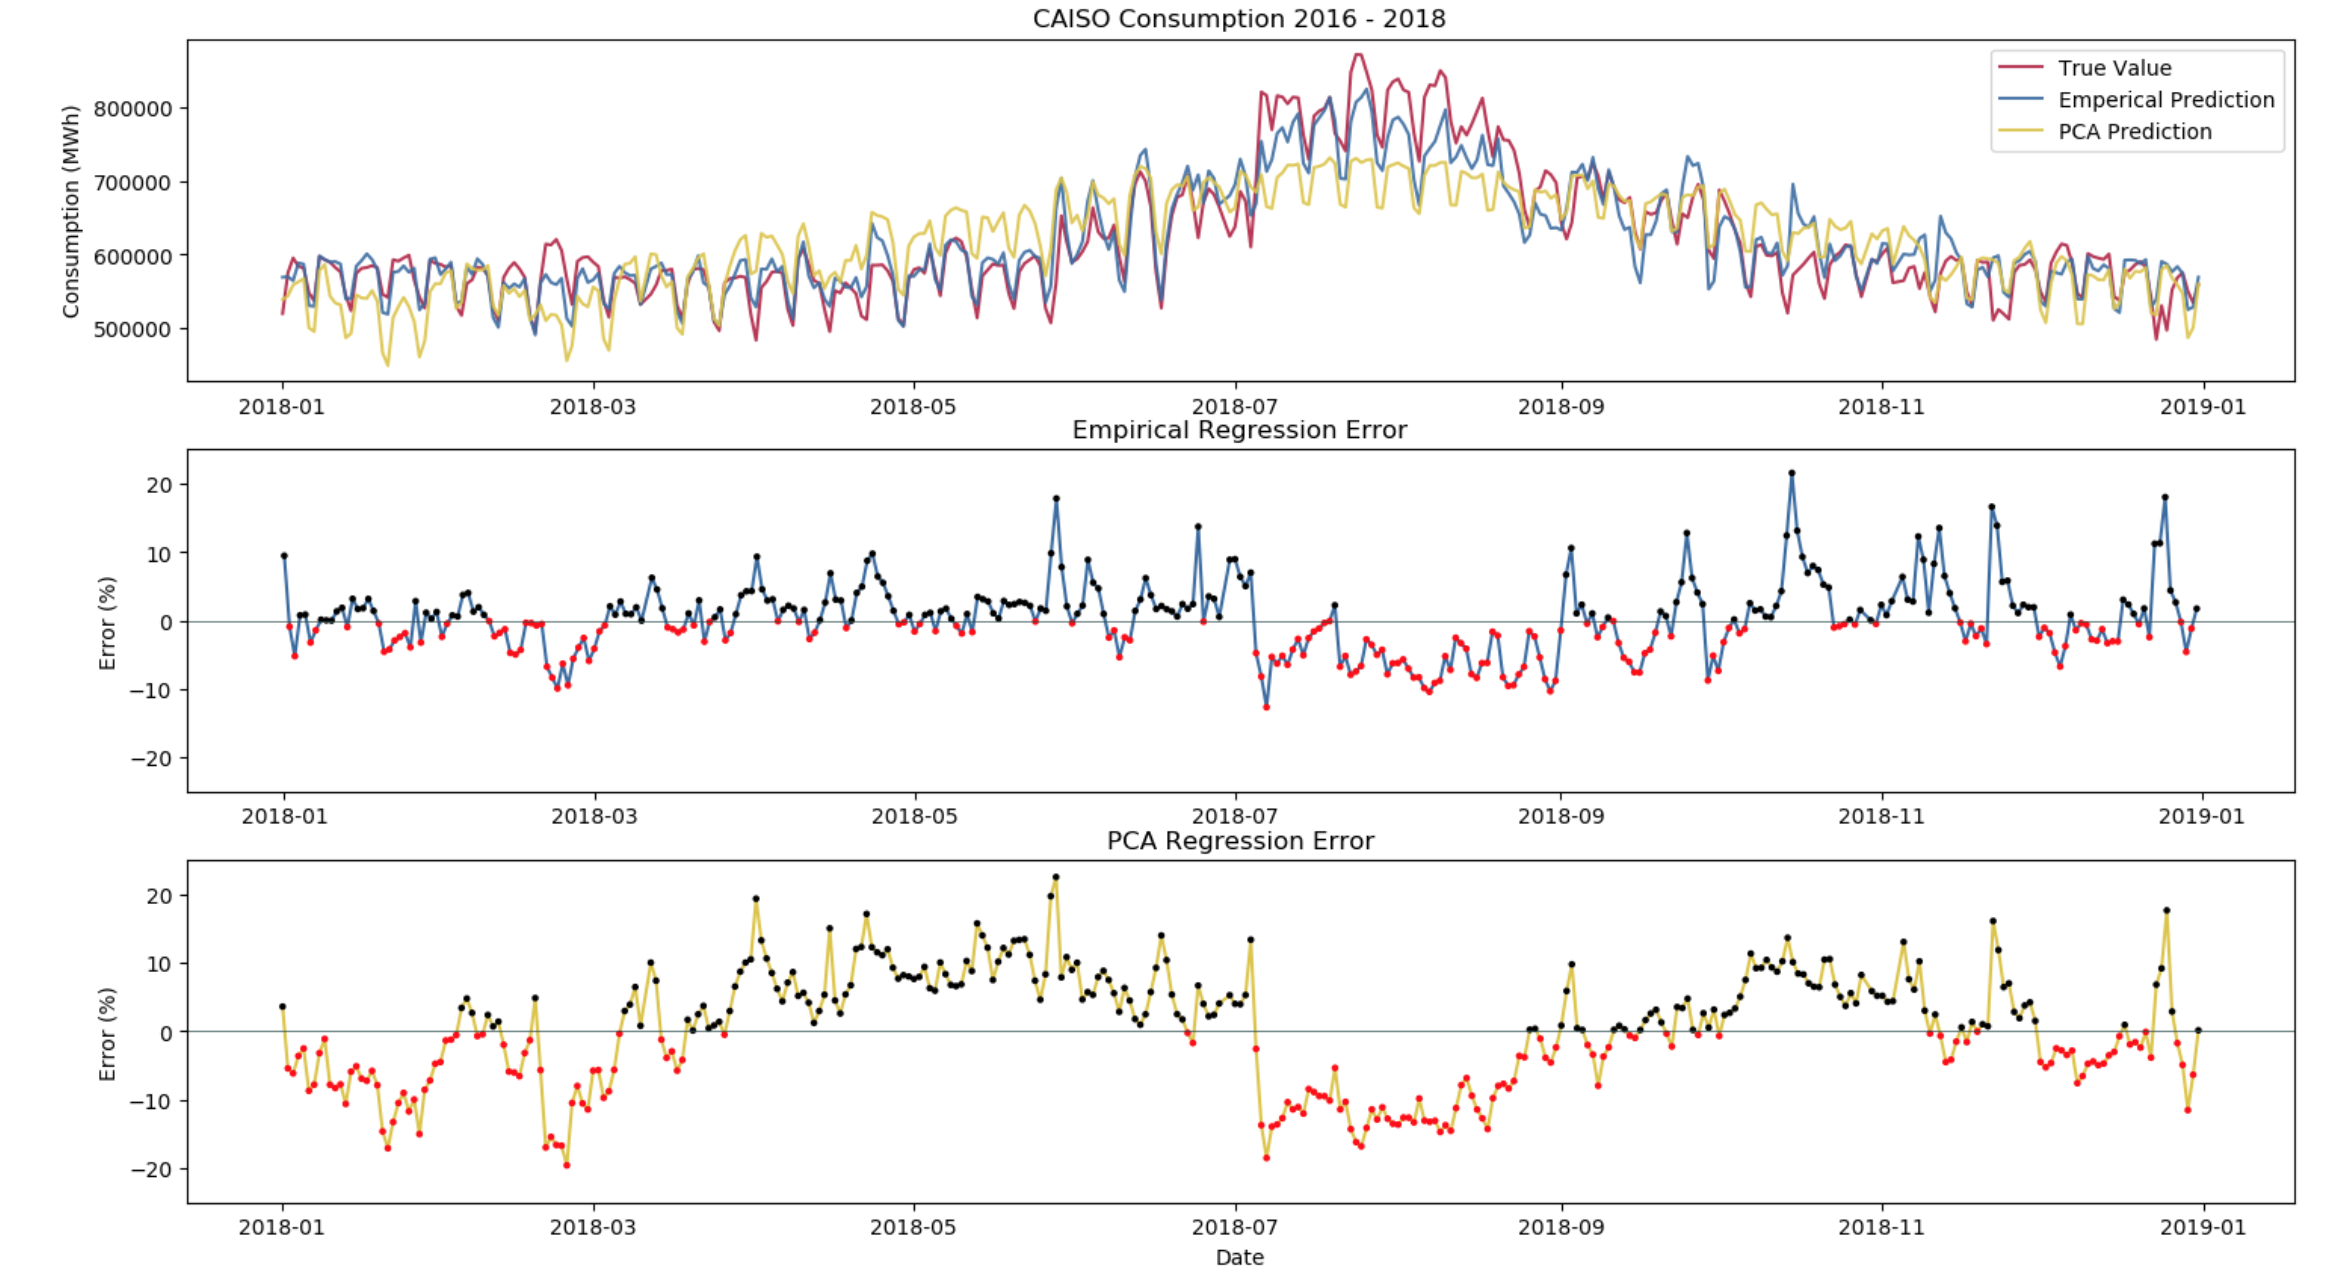 CAISO Consumption 2016 - 2018
Consumption (MWh)
800000
700000
600000
500000
True Value
Emperical Prediction
PCA Prediction
2018-01 2018-03 2018-05 2018-07 2018-09 2018-11 2019-01
Empirical Regression Error
Error (%)
20
10
0
−10
−20
2018-01 2018-03 2018-05 2018-07 2018-09 2018-11 2019-01
PCA Regression Error
Error (%)
20
10
0
−10
−20
2018-01 2018-03 2018-05 2018-07 2018-09 2018-11 2019-01
Date